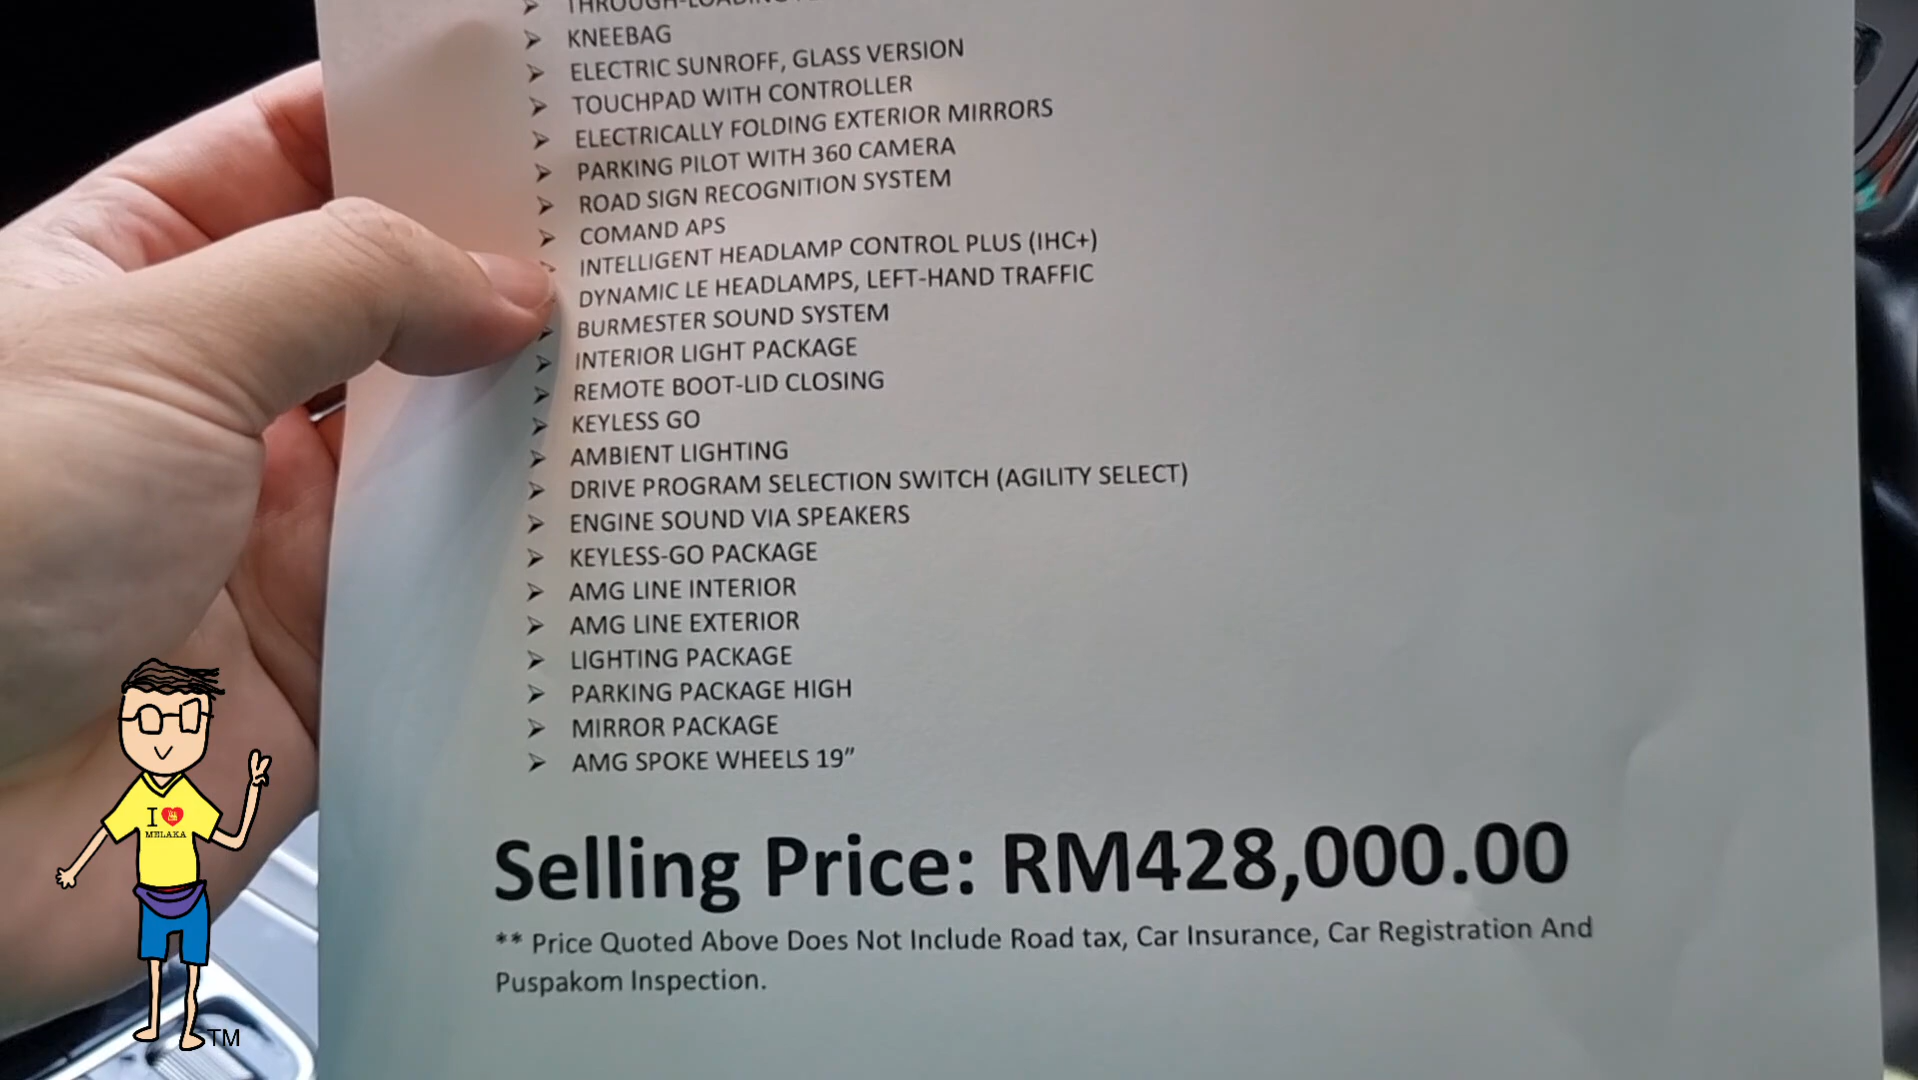 THROUGH-LOADING
KNEEBAG
ELECTRIC SUNROFF, GLASS VERSION
TOUCHPAD WITH CONTROLLER
ELECTRICALLY FOLDING EXTERIOR MIRRORS
PARKING PILOT WITH 360 CAMERA
ROAD SIGN RECOGNITION SYSTEM
COMAND APS
INTELLIGENT HEADLAMP CONTROL PLUS (IHC+)
DYNAMIC LE HEADLAMPS, LEFT-HAND TRAFFIC
BURMESTER SOUND SYSTEM
INTERIOR LIGHT PACKAGE
REMOTE BOOT-LID CLOSING
KEYLESS GO
AMBIENT LIGHTING
DRIVE PROGRAM SELECTION SWITCH (AGILITY SELECT)
ENGINE SOUND VIA SPEAKERS
KEYLESS-GO PACKAGE
AMG LINE INTERIOR
AMG LINE EXTERIOR
LIGHTING PACKAGE
PARKING PACKAGE HIGH
MIRROR PACKAGE
AMG SPOKE WHEELS 19”
Selling Price: RM428,000.00
** Price Quoted Above Does Not Include Road tax, Car Insurance, Car Registration And
Puspakom Inspection.
I
MELAKA
TM